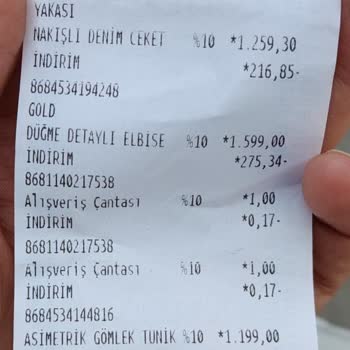 YAKASI
NAKIŞLI DENİM CEKET %10 *1.259,30
İNDİRİM *216,85-
8684534194248
GOLD
DÜĞME DETAYLI ELBİSE %10 *1.599,00
İNDİRİM *275,34-
8681140217538
Alışveriş Çantası %10 *1,00
İNDİRİM *0,17-
8681140217538
Alışveriş Çantası %10 *1,00
İNDİRİM *0,17-
8684534144816
ASİMETRİK GÖMLEK TUNİK %10 *1.199,00